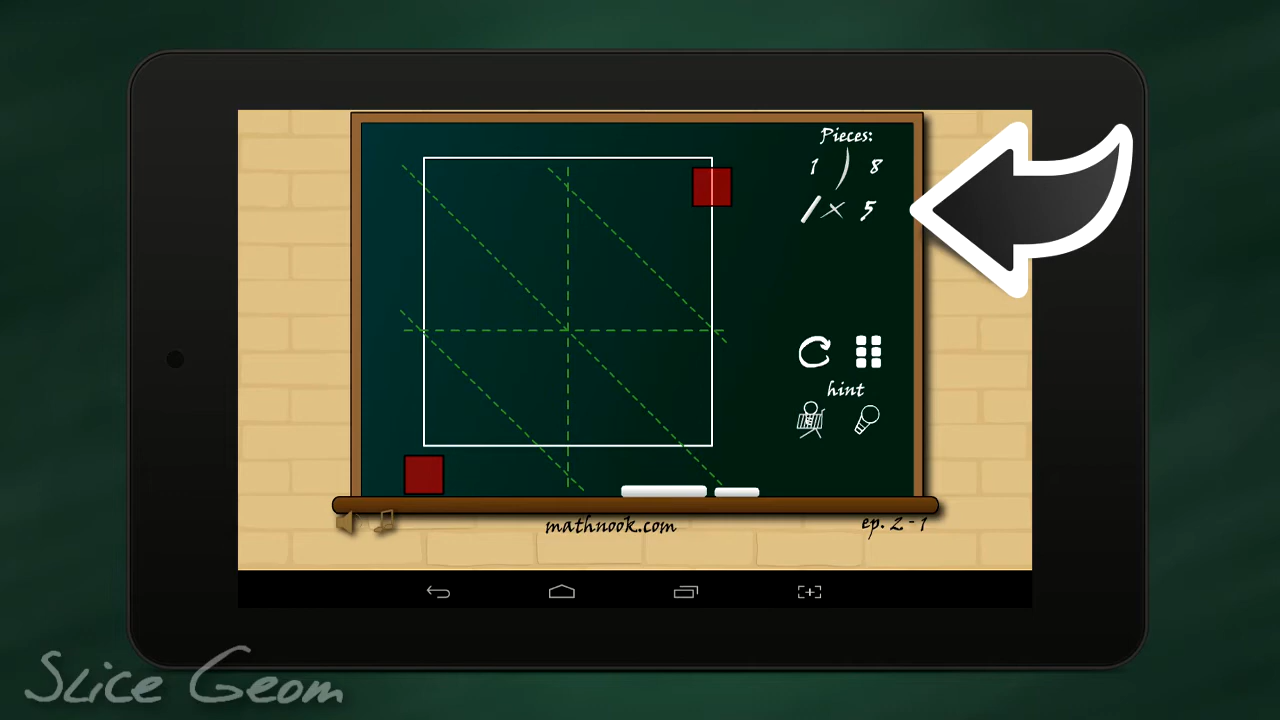 Pieces:
1 ) 8
/ × 5
hint
mathnook.com
ep. 2 - 1
Slice Geom